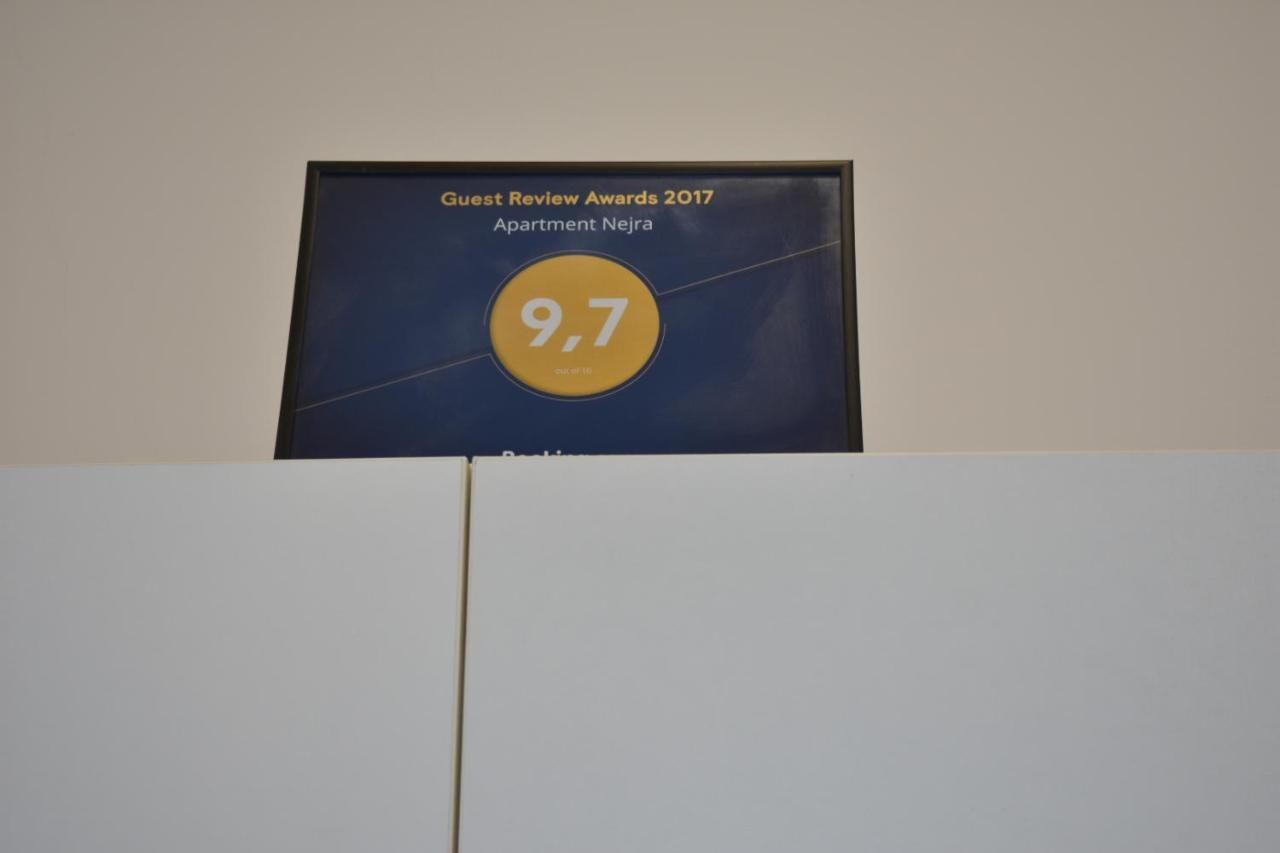 Guest Review Awards 2017
Apartment Nejra
9,7
out of 10